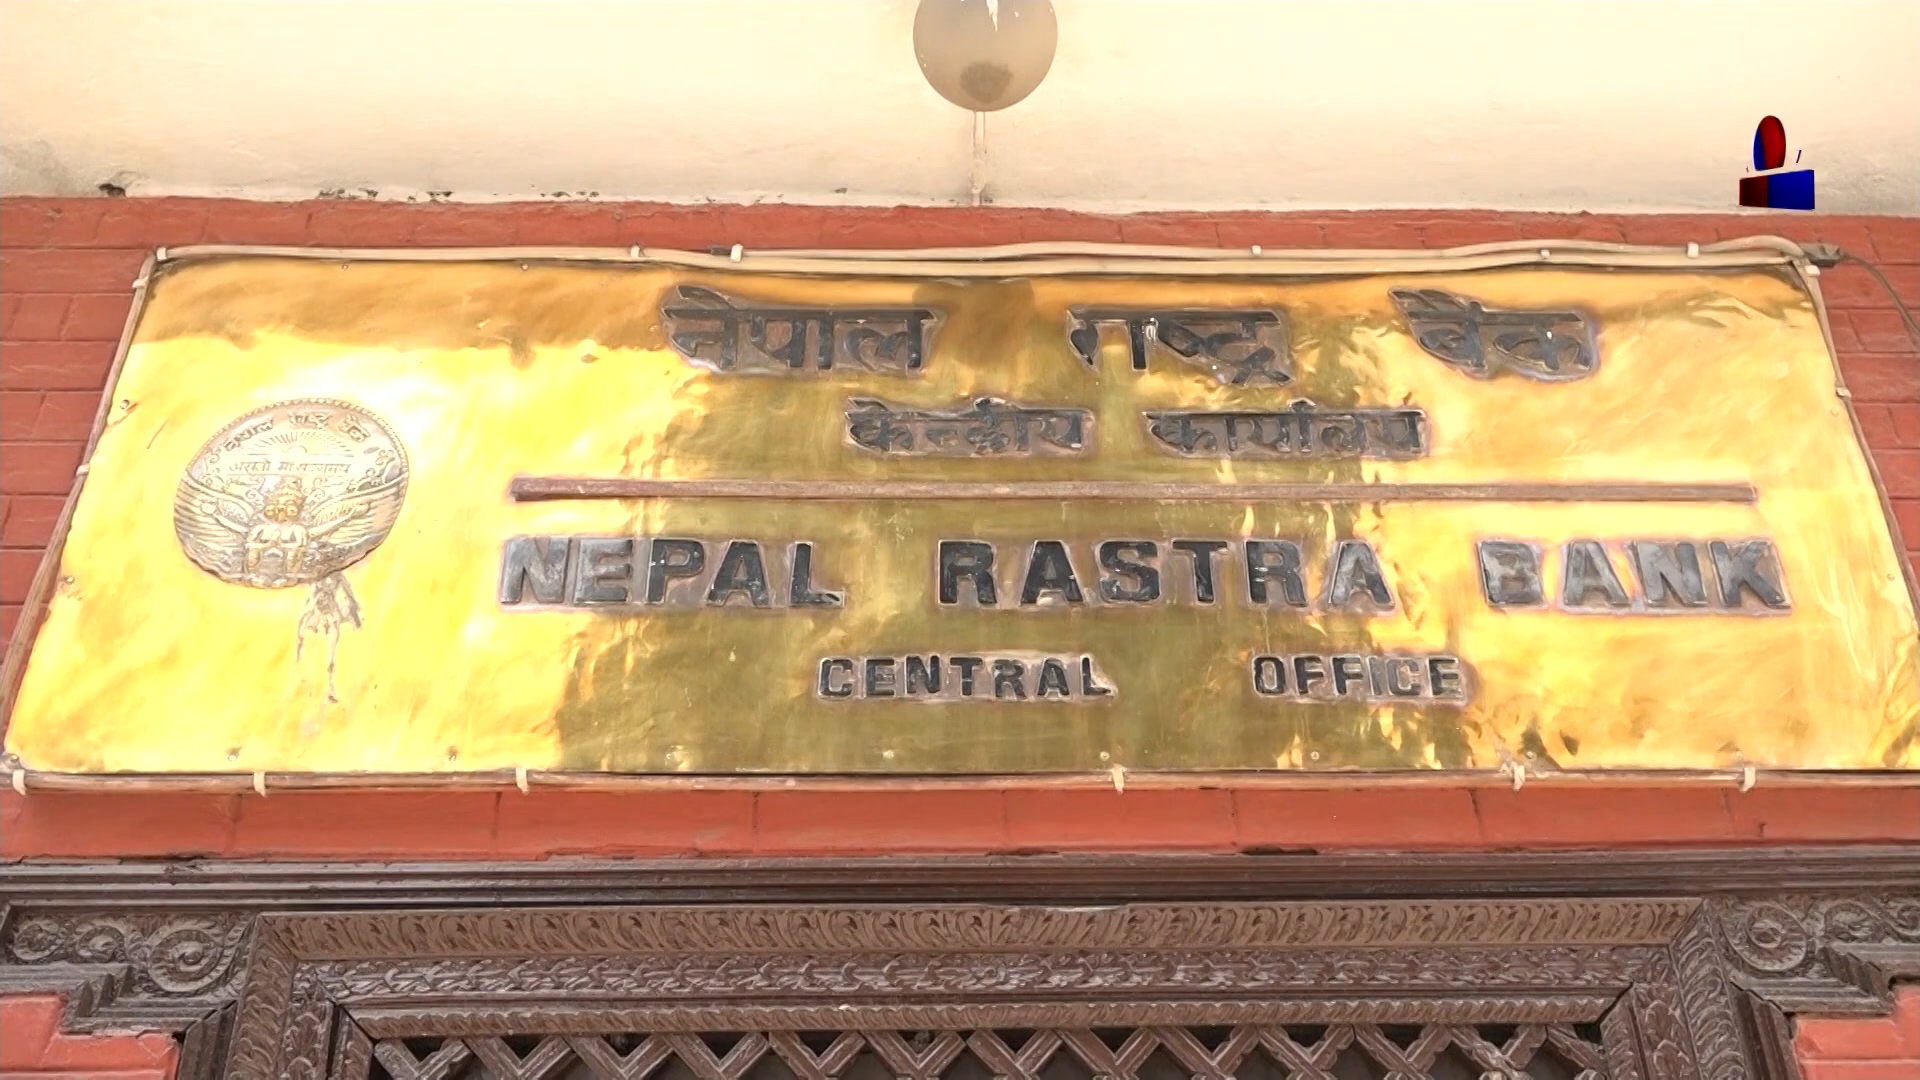 नेपाल राष्ट्र बैंक
केन्द्रीय कार्यालय
नेपाल राष्ट्र बैंक
NEPAL RASTRA BANK
CENTRAL OFFICE